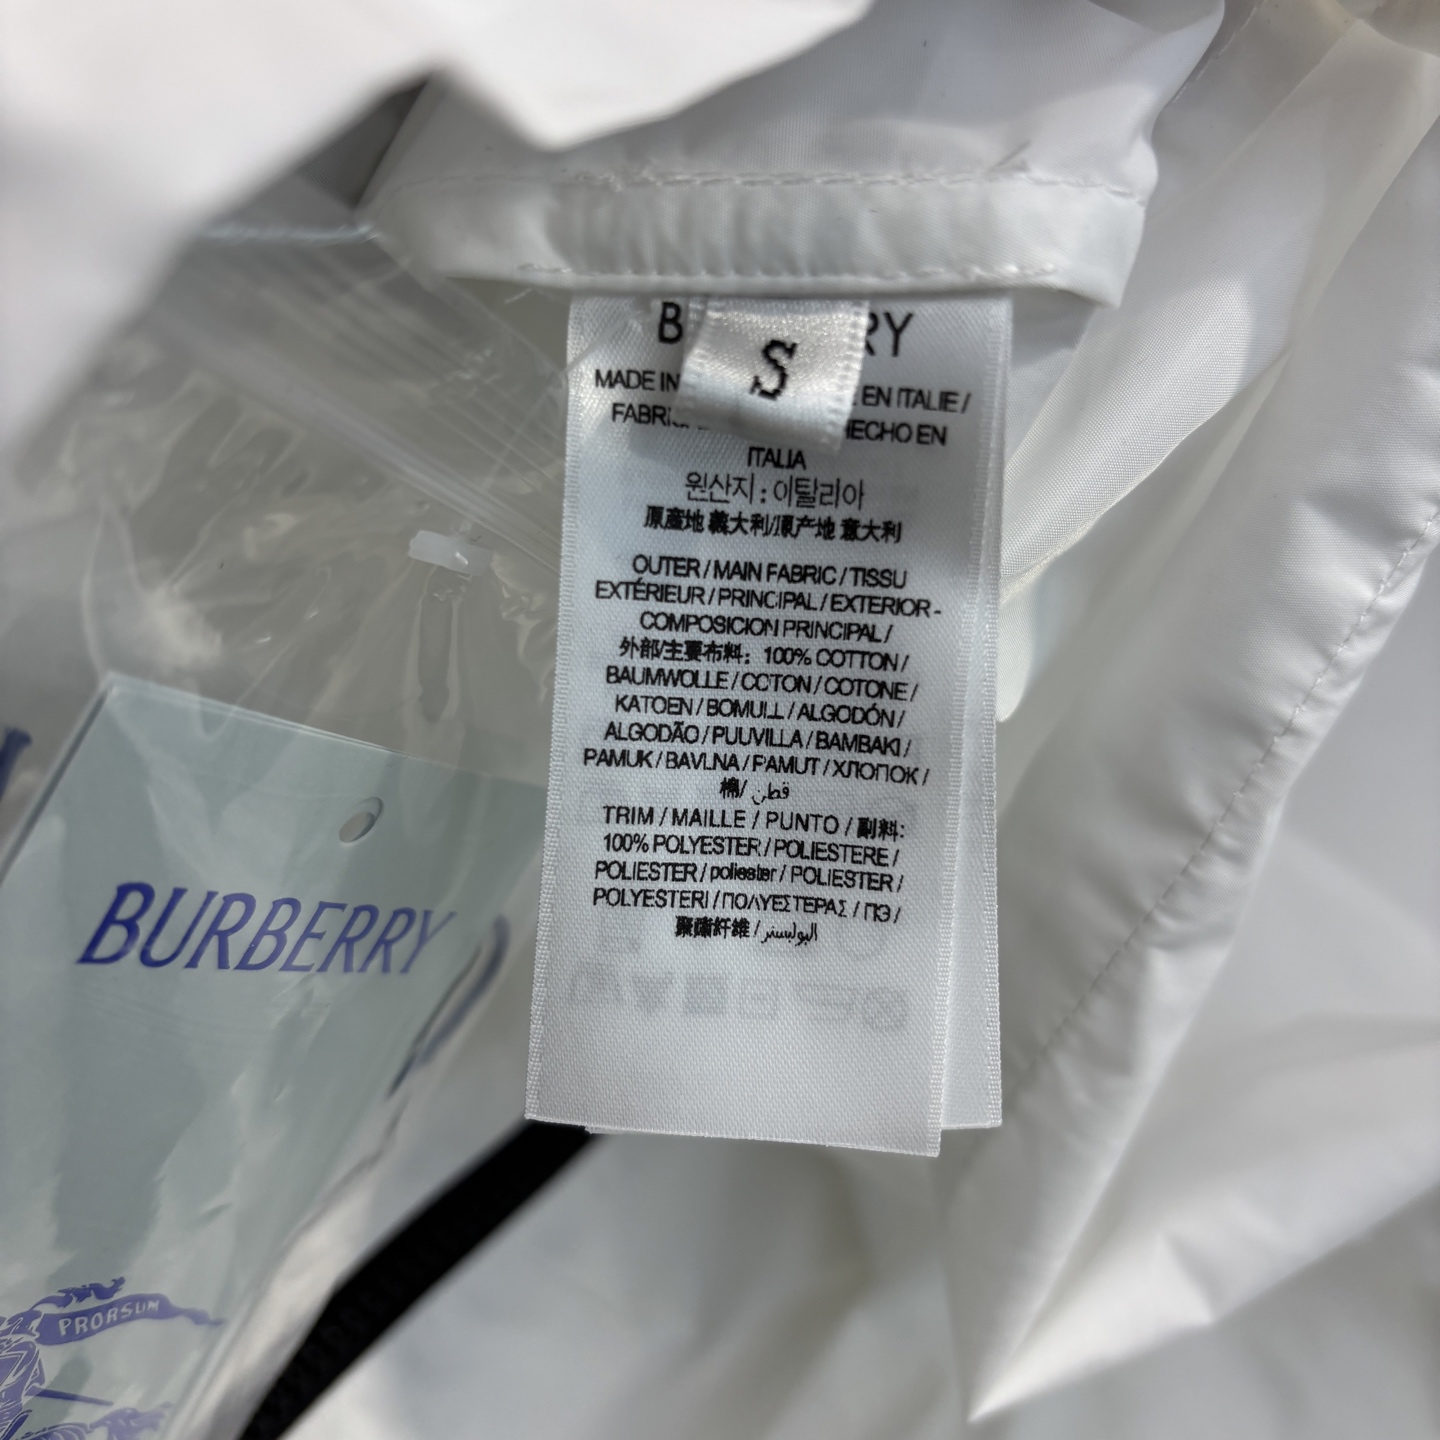 B RY
S
MADE IN EN ITALIE /
FABRI HECHO EN
ITALIA
원산지 : 이탈리아
原產地 義大利/原产地 意大利
OUTER / MAIN FABRIC / TISSU
EXTÉRIEUR / PRINCIPAL / EXTERIOR -
COMPOSICION PRINCIPAL /
外部/主要布料: 100% COTTON /
BAUMWOLLE / COTON / COTONE /
KATOEN / BOMULL / ALGODÓN /
ALGODÃO / PUUVILLA / BAMBAKI /
PAMUK / BAVLNA / PAMUT / ХЛОПОК /
棉/ قطن
TRIM / MAILLE / PUNTO / 副料:
100% POLYESTER / POLIESTERE /
POLIESTER / poliester / POLIESTER /
POLYESTERI / ΠΟΛΥΕΣΤΕΡΑΣ / ПЭ /
聚酯纤维 / البوليستر
BURBERRY
PRORSUM